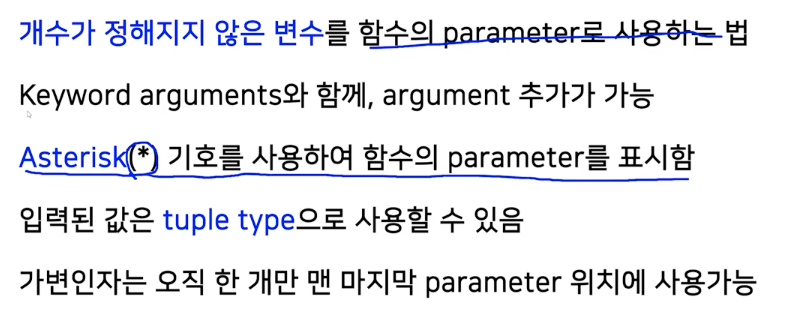 개수가 정해지지 않은 변수를 함수의 parameter로 사용하는 법
Keyword arguments와 함께, argument 추가가 가능
Asterisk(*) 기호를 사용하여 함수의 parameter를 표시함
입력된 값은 tuple type으로 사용할 수 있음
가변인자는 오직 한 개만 맨 마지막 parameter 위치에 사용가능